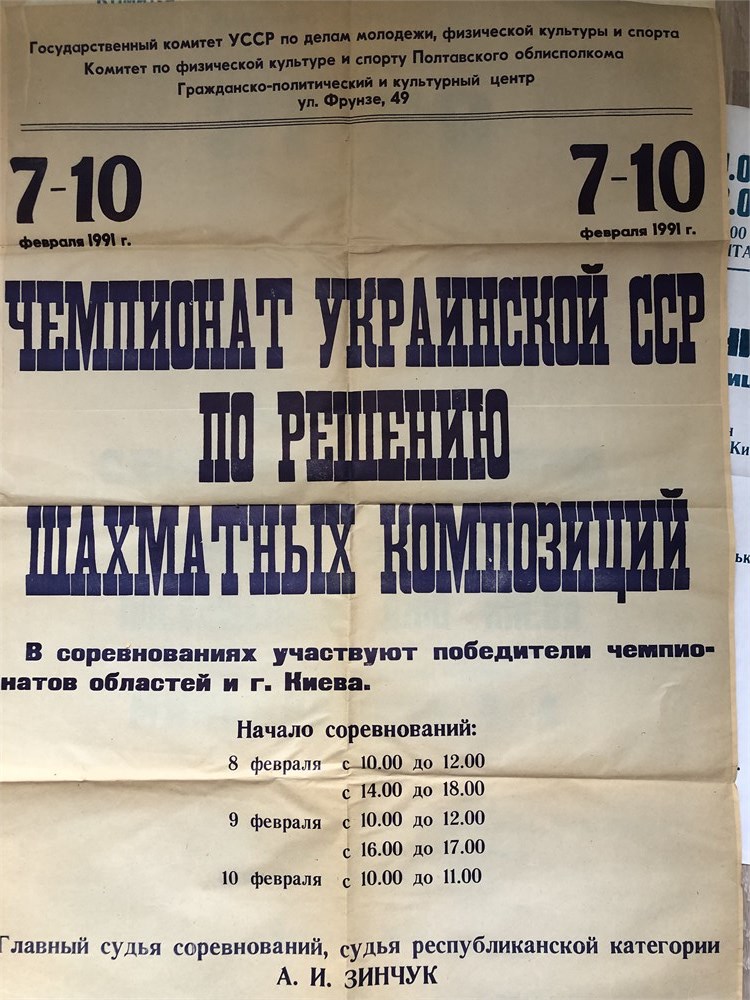 Государственный комитет УССР по делам молодежи, физической культуры и спорта
Комитет по физической культуре и спорту Полтавского облисполкома
Гражданско-политический и культурный центр
ул. Фрунзе, 49
7-10 7-10
февраля 1991 г. февраля 1991 г.
ЧЕМПИОНАТ УКРАИНСКОЙ ССР
ПО РЕШЕНИЮ
ШАХМАТНЫХ КОМПОЗИЦИЙ
В соревнованиях участвуют победители чемпио-
натов областей и г. Киева.
Начало соревнований:
8 февраля с 10.00 до 12.00
с 14.00 до 18.00
9 февраля с 10.00 до 12.00
с 16.00 до 17.00
10 февраля с 10.00 до 11.00
Главный судья соревнований, судья республиканской категории
А. И. ЗИНЧУК